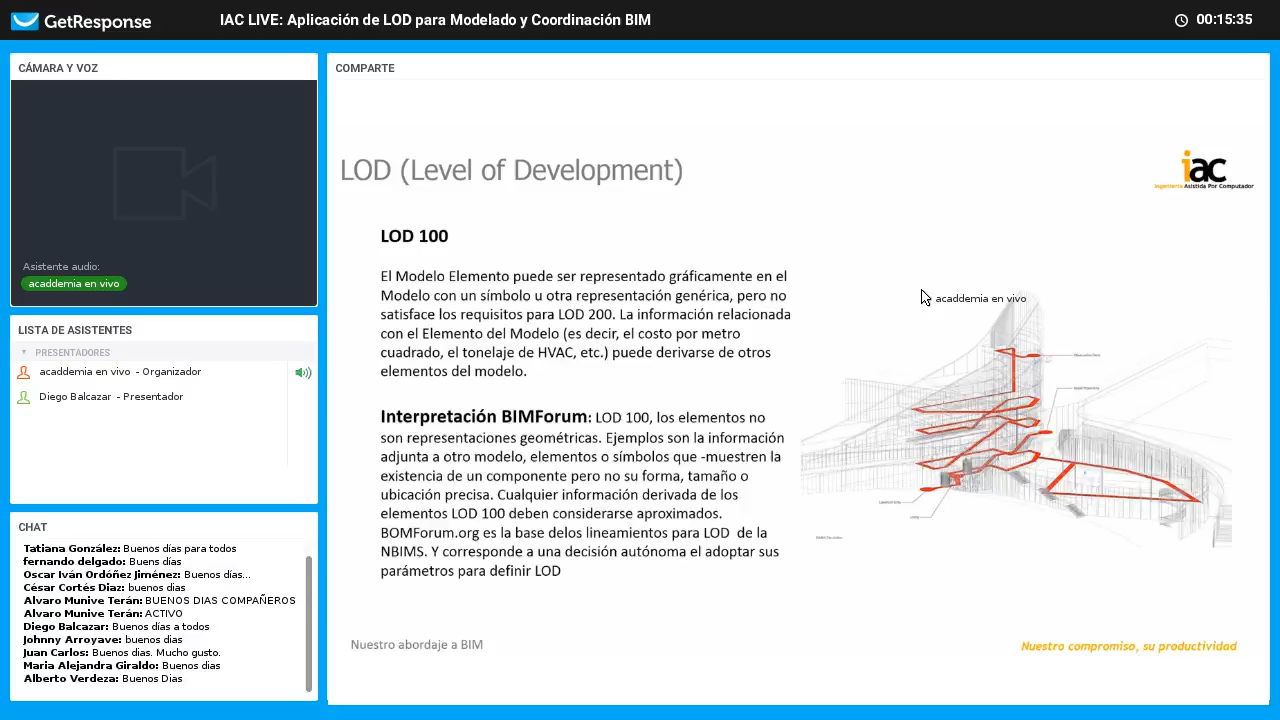 GetResponse
IAC LIVE: Aplicación de LOD para Modelado y Coordinación BIM
00:15:35
CÁMARA Y VOZ
Asistente audio:
acaddemia en vivo
LISTA DE ASISTENTES
PRESENTADORES
acaddemia en vivo - Organizador
Diego Balcazar - Presentador
CHAT
Tatiana González: Buenos días para todos
fernando delgado: Buens días
Oscar Iván Ordóñez Jiménez: Buenos días...
César Cortés Diaz: buenos dias
Alvaro Munive Terán: BUENOS DIAS COMPAÑEROS
Alvaro Munive Terán: ACTIVO
Diego Balcazar: Buenos días a todos
Johnny Arroyave: buenos dias
Juan Carlos: Buenos dias. Mucho gusto.
Maria Alejandra Giraldo: Buenos dias
Alberto Verdeza: Buenos Dias
COMPARTE
LOD (Level of Development)
iac
Ingeniería Asistida Por Computador
LOD 100
El Modelo Elemento puede ser representado gráficamente en el
Modelo con un símbolo u otra representación genérica, pero no
satisface los requisitos para LOD 200. La información relacionada
con el Elemento del Modelo (es decir, el costo por metro
cuadrado, el tonelaje de HVAC, etc.) puede derivarse de otros
elementos del modelo.
Interpretación BIMForum: LOD 100, los elementos no
son representaciones geométricas. Ejemplos son la información
adjunta a otro modelo, elementos o símbolos que -muestren la
existencia de un componente pero no su forma, tamaño o
ubicación precisa. Cualquier información derivada de los
elementos LOD 100 deben considerarse aproximados.
BOMForum.org es la base delos lineamientos para LOD de la
NBIMS. Y corresponde a una decisión autónoma el adoptar sus
parámetros para definir LOD
acaddemia en vivo
Nuestro abordaje a BIM
Nuestro compromiso, su productividad